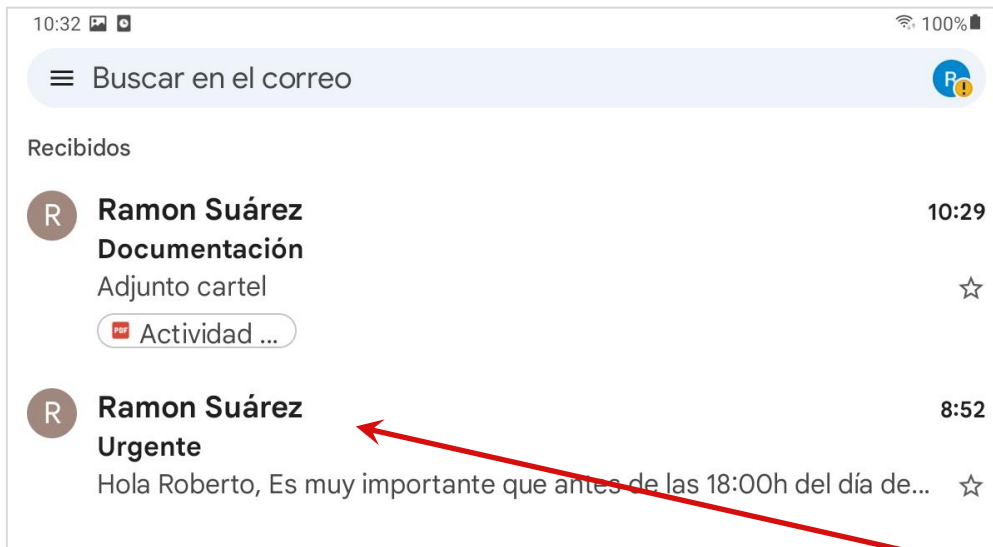 10:32 100%
Buscar en el correo R
Recibidos
R Ramon Suárez 10:29
Documentación
Adjunto cartel
PDF Actividad ...
R Ramon Suárez 8:52
Urgente
Hola Roberto, Es muy importante que antes de las 18:00h del día de...